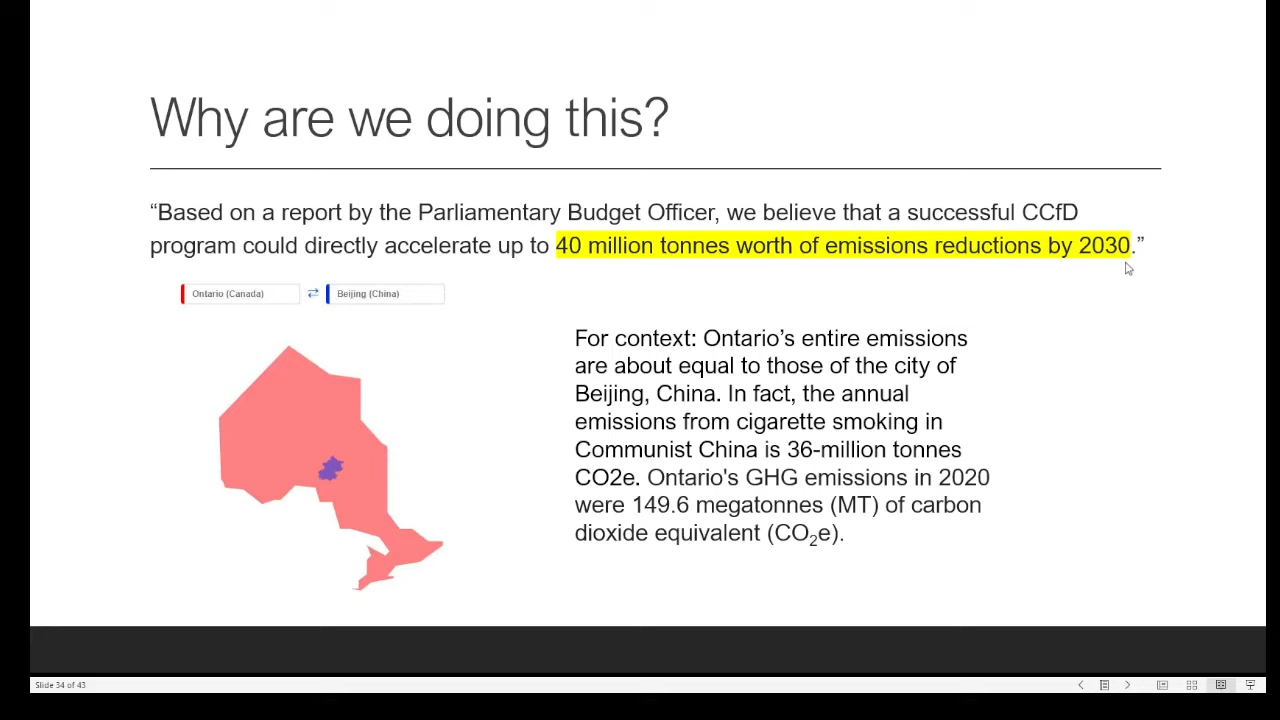 Why are we doing this?
“Based on a report by the Parliamentary Budget Officer, we believe that a successful CCfD
program could directly accelerate up to 40 million tonnes worth of emissions reductions by 2030.”
Ontario (Canada) ⇄ Beijing (China)
For context: Ontario’s entire emissions
are about equal to those of the city of
Beijing, China. In fact, the annual
emissions from cigarette smoking in
Communist China is 36-million tonnes
CO2e. Ontario's GHG emissions in 2020
were 149.6 megatonnes (MT) of carbon
dioxide equivalent (CO₂e).
Slide 34 of 43